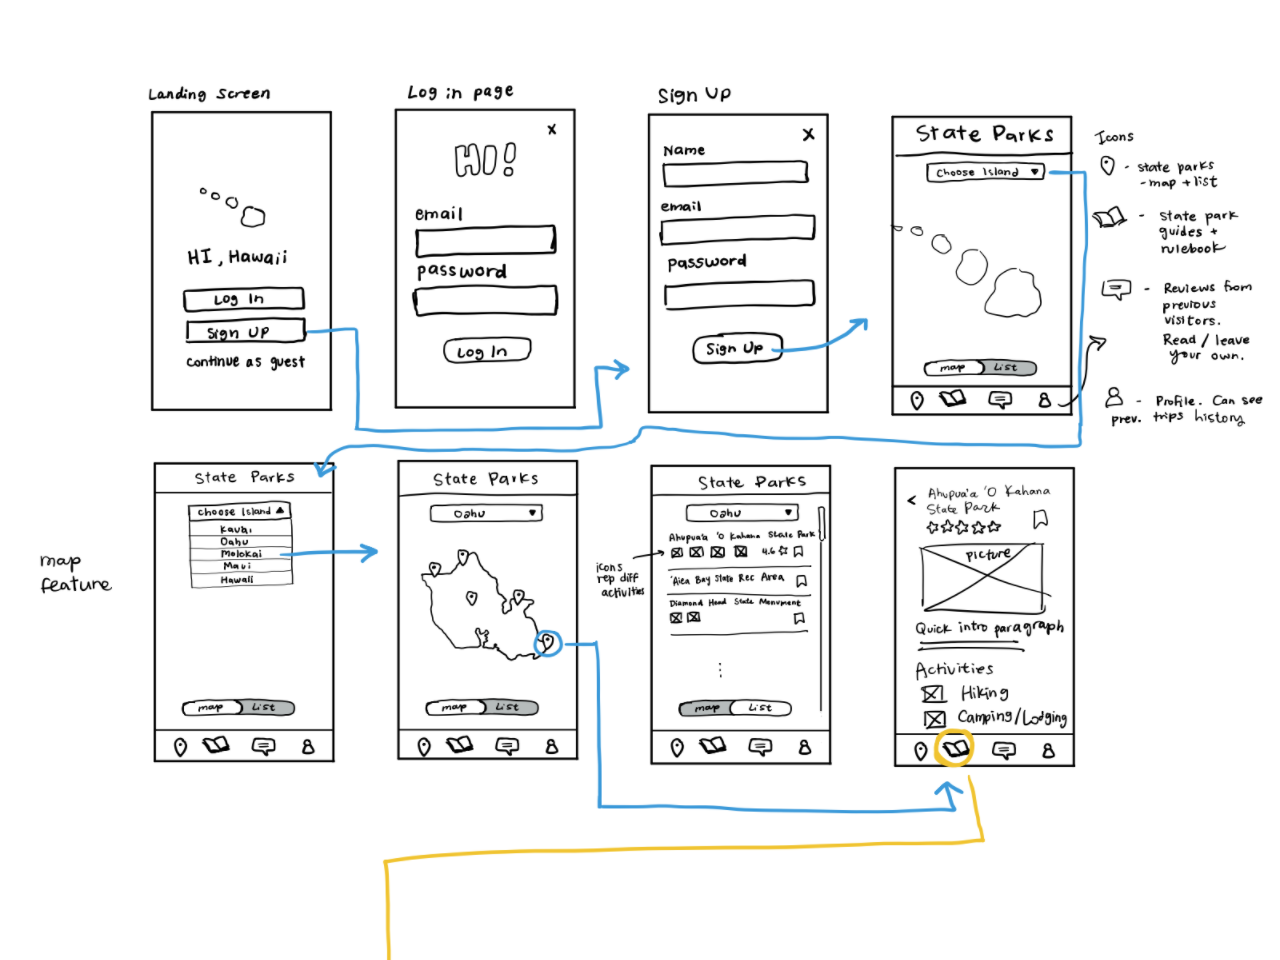 Landing Screen
HI, Hawaii
Log In
Sign Up
continue as guest
Log in page
X
HI!
email
password
Log In
Sign Up
X
Name
email
password
Sign Up
State Parks
Choose Island
map
List
Icons
- state parks
- map + list
- State park
guides +
rulebook
- Reviews from
previous
visitors.
Read / leave
your own.
- Profile. Can see
prev. trips history
map
feature
State Parks
Choose Island
Kauai
Oahu
Molokai
Maui
Hawaii
map
List
State Parks
Oahu
map
List
icons
rep diff
activities
State Parks
Oahu
Ahupua'a 'O Kahana State Park
4.6
'Aiea Bay State Rec Area
Diamond Head State Monument
map
List
< Ahupua'a 'O Kahana
State Park
picture
Quick intro paragraph
Activities
Hiking
Camping/Lodging